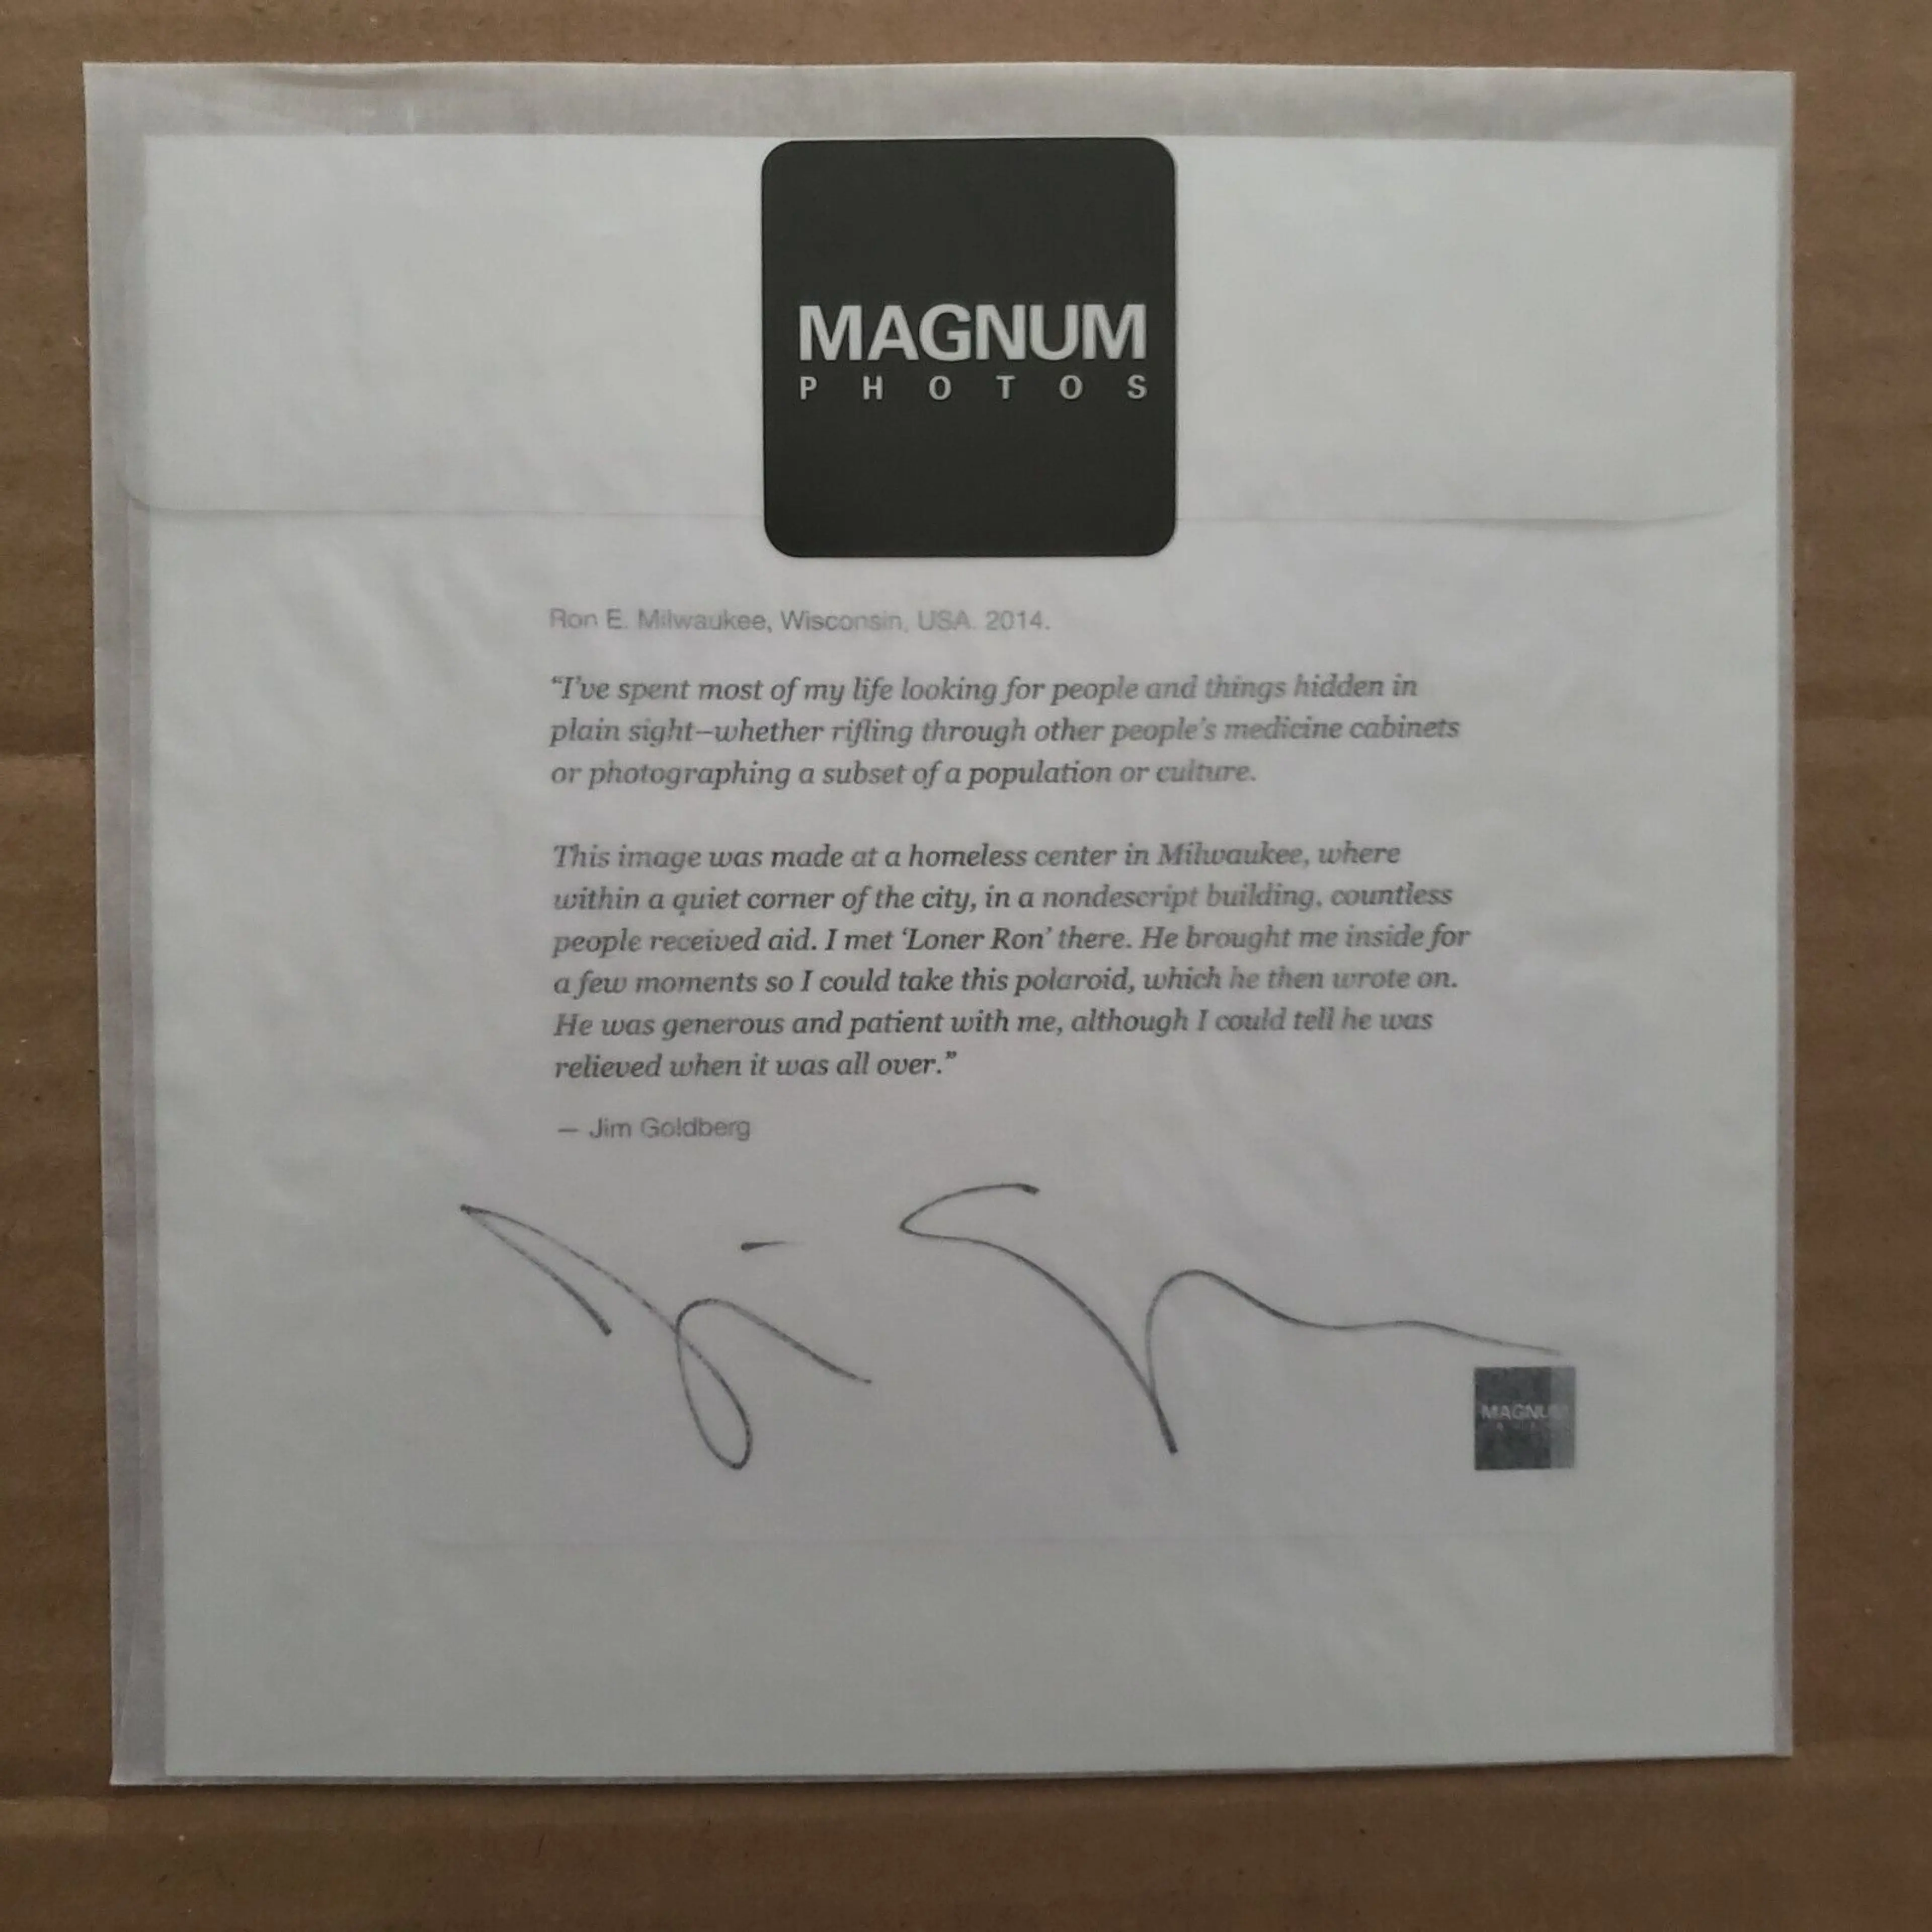 MAGNUM
PHOTOS
Ron E. Milwaukee, Wisconsin, USA. 2014.
“I’ve spent most of my life looking for people and things hidden in
plain sight—whether rifling through other people’s medicine cabinets
or photographing a subset of a population or culture.
This image was made at a homeless center in Milwaukee, where
within a quiet corner of the city, in a nondescript building, countless
people received aid. I met ‘Loner Ron’ there. He brought me inside for
a few moments so I could take this polaroid, which he then wrote on.
He was generous and patient with me, although I could tell he was
relieved when it was all over.”
— Jim Goldberg
MAGNUM